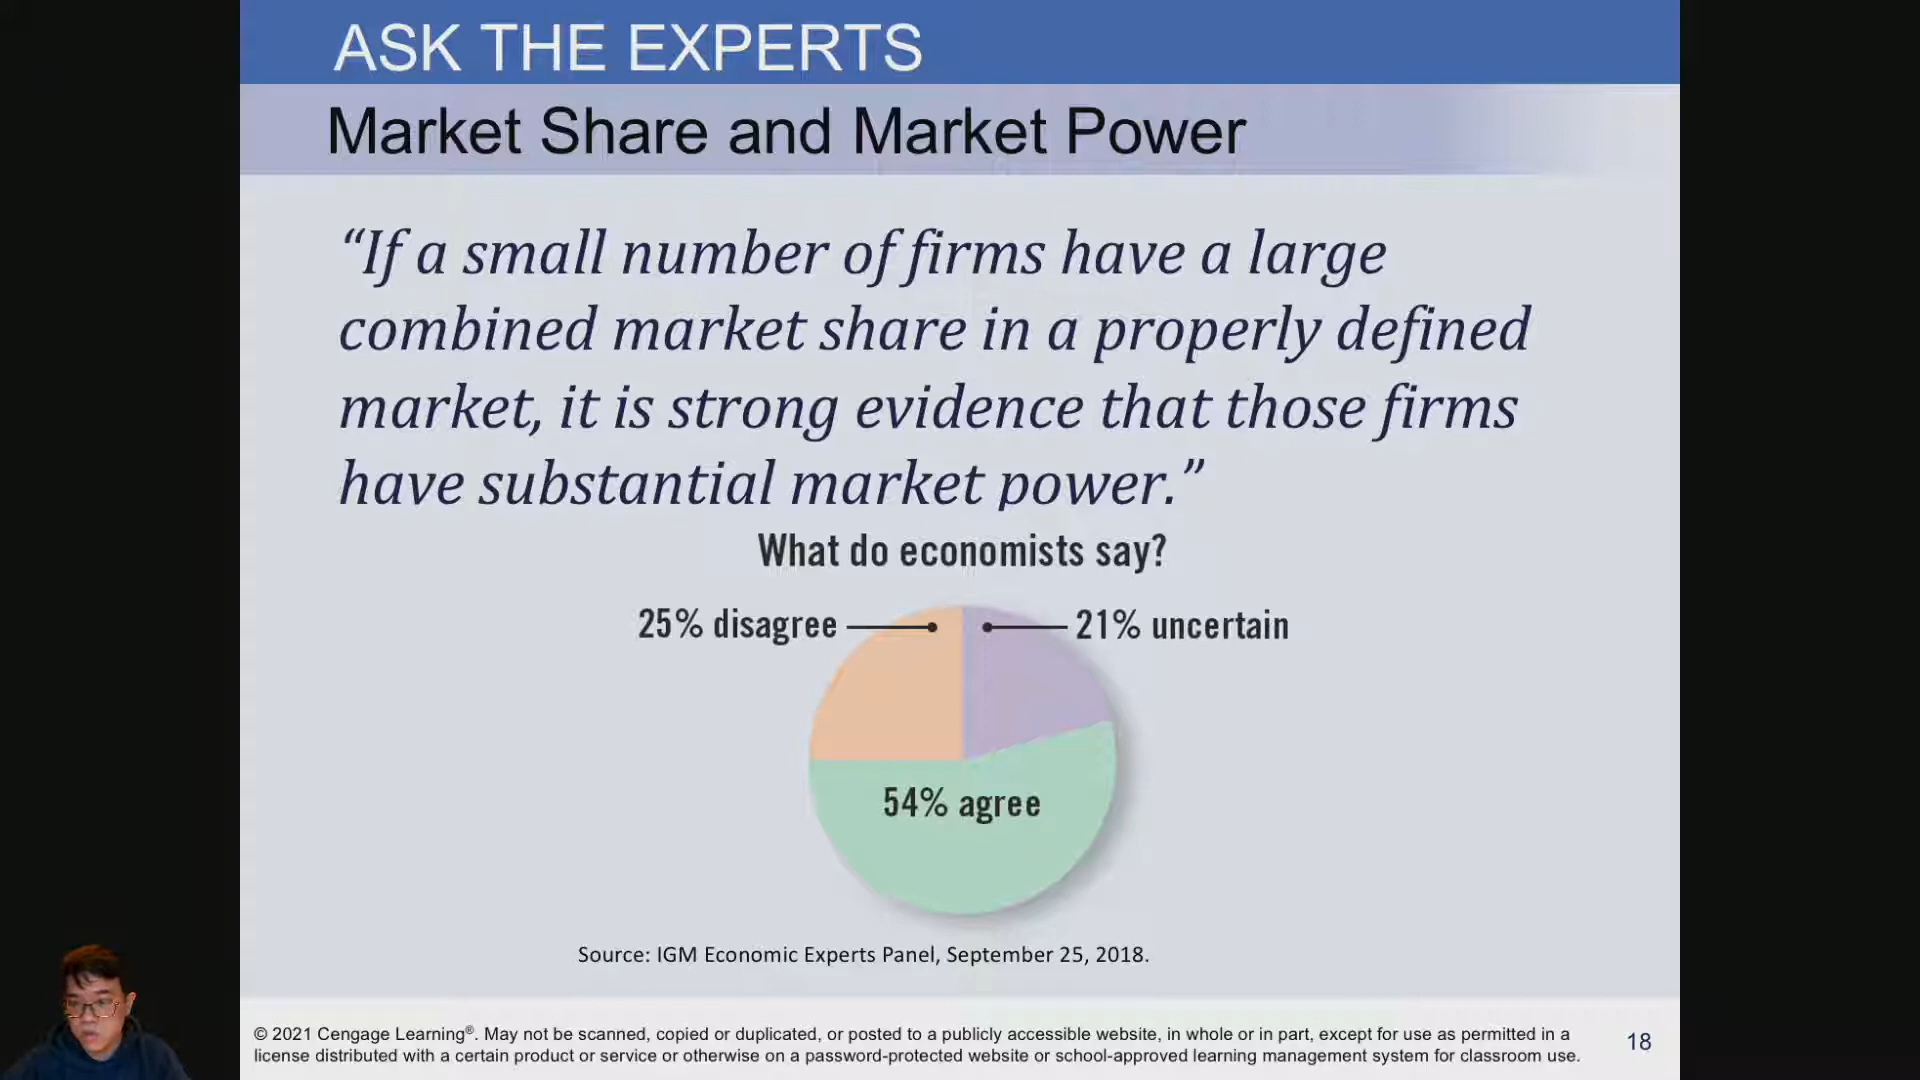 ASK THE EXPERTS
Market Share and Market Power
“If a small number of firms have a large
combined market share in a properly defined
market, it is strong evidence that those firms
have substantial market power.”
What do economists say?
25% disagree
21% uncertain
54% agree
Source: IGM Economic Experts Panel, September 25, 2018.
© 2021 Cengage Learning®. May not be scanned, copied or duplicated, or posted to a publicly accessible website, in whole or in part, except for use as permitted in a
license distributed with a certain product or service or otherwise on a password-protected website or school-approved learning management system for classroom use.
18